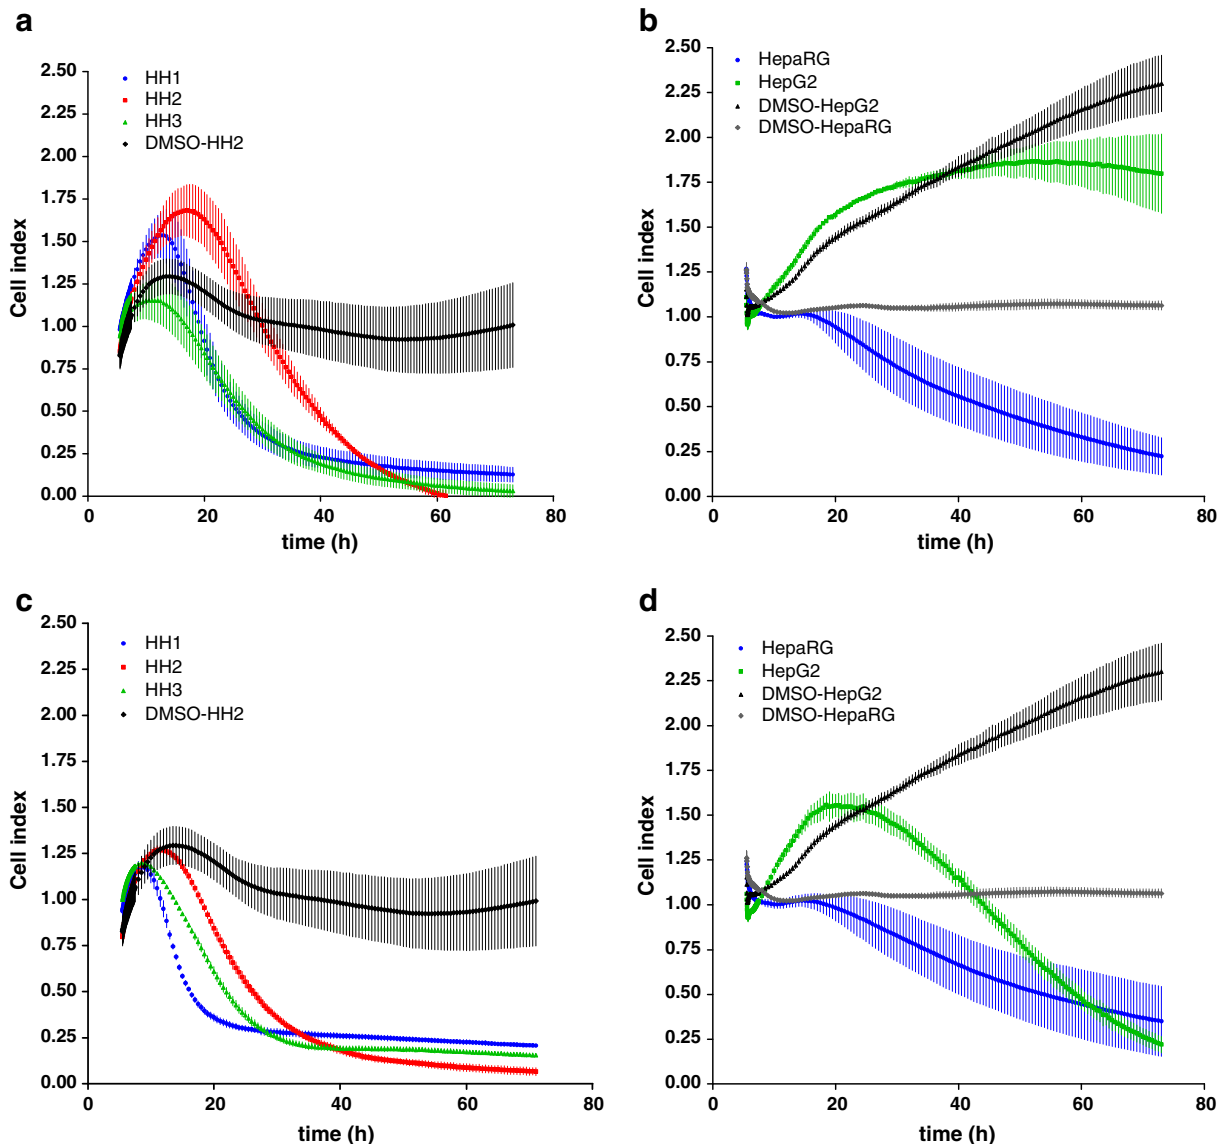 a
2.50
2.25
2.00
1.75
1.50
1.25
1.00
0.75
0.50
0.25
0.00
Cell index
HH1
HH2
HH3
DMSO-HH2
0 20 40 60 80
time (h)
b
2.50
2.25
2.00
1.75
1.50
1.25
1.00
0.75
0.50
0.25
0.00
Cell index
HepaRG
HepG2
DMSO-HepG2
DMSO-HepaRG
0 20 40 60 80
time (h)
c
2.50
2.25
2.00
1.75
1.50
1.25
1.00
0.75
0.50
0.25
0.00
Cell index
HH1
HH2
HH3
DMSO-HH2
0 20 40 60 80
time (h)
d
2.50
2.25
2.00
1.75
1.50
1.25
1.00
0.75
0.50
0.25
0.00
Cell index
HepaRG
HepG2
DMSO-HepG2
DMSO-HepaRG
0 20 40 60 80
time (h)